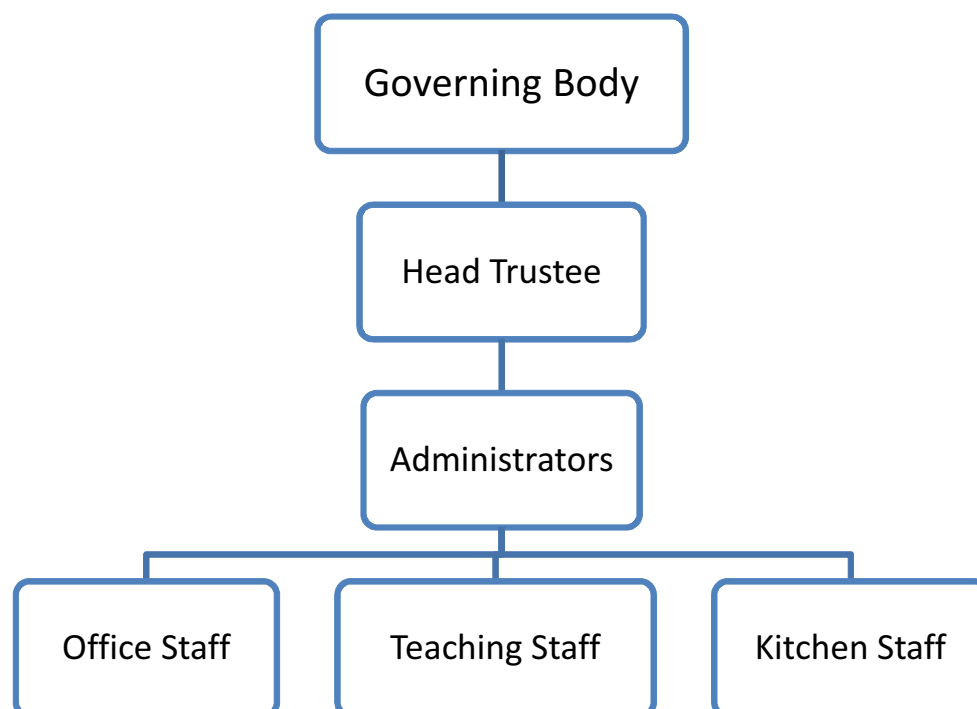 Governing Body
Head Trustee
Administrators
Office Staff
Teaching Staff
Kitchen Staff